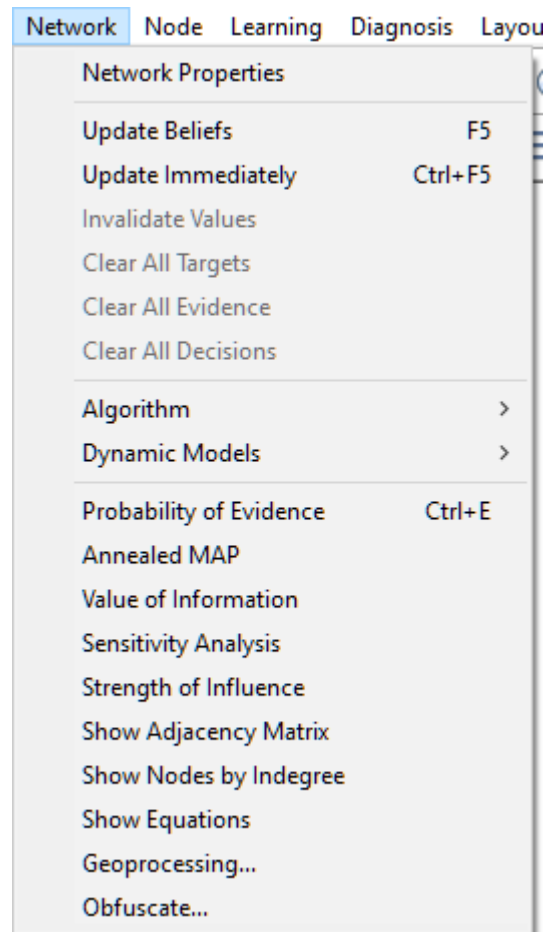 Network Node Learning Diagnosis Layou
Network Properties
Update Beliefs F5
Update Immediately Ctrl+F5
Invalidate Values
Clear All Targets
Clear All Evidence
Clear All Decisions
Algorithm >
Dynamic Models >
Probability of Evidence Ctrl+E
Annealed MAP
Value of Information
Sensitivity Analysis
Strength of Influence
Show Adjacency Matrix
Show Nodes by Indegree
Show Equations
Geoprocessing...
Obfuscate...